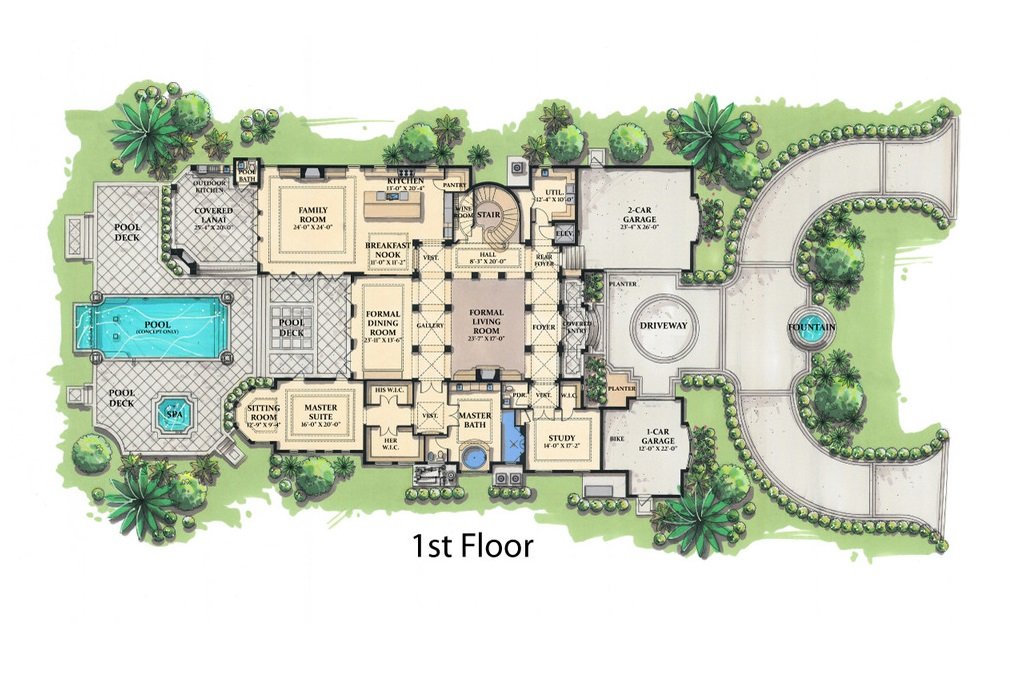 POOL
BATH
OUTDOOR
KITCHEN
COVERED
LANAI
25'-4" X 20'-0"
POOL
DECK
FAMILY
ROOM
24'-0" X 24'-0"
KITCHEN
13'-0" X 20'-4"
PANTRY
WINE
ROOM
STAIR
UTIL.
12'-4" X 10'-0"
ELEV.
2-CAR
GARAGE
23'-4" X 26'-0"
BREAKFAST
NOOK
11'-0" X 11'-2"
VEST.
HALL
8'-3" X 20'-0"
REAR
FOYER
PLANTER
POOL
(CONCEPT ONLY)
POOL
DECK
FORMAL
DINING
ROOM
23'-11" X 13'-6"
GALLERY
FORMAL
LIVING
ROOM
23'-7" X 17'-0"
FOYER
COVERED
ENTRY
DRIVEWAY
FOUNTAIN
POOL
DECK
SPA
SITTING
ROOM
12'-9" X 9'-4"
MASTER
SUITE
16'-0" X 20'-0"
HIS W.I.C.
HER
W.I.C.
VEST.
MASTER
BATH
PDR.
VEST.
W.I.C.
PLANTER
STUDY
14'-0" X 17'-2"
BIKE
1-CAR
GARAGE
12'-0" X 22'-0"
1st Floor